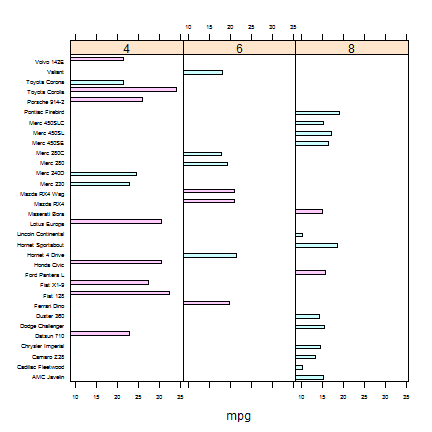 10 15 20 25 30 35
4 6 8
Volvo 142E
Valiant
Toyota Corona
Toyota Corolla
Porsche 914-2
Pontiac Firebird
Merc 450SLC
Merc 450SL
Merc 450SE
Merc 280C
Merc 280
Merc 240D
Merc 230
Mazda RX4 Wag
Mazda RX4
Maserati Bora
Lotus Europa
Lincoln Continental
Hornet Sportabout
Hornet 4 Drive
Honda Civic
Ford Pantera L
Fiat X1-9
Fiat 128
Ferrari Dino
Duster 360
Dodge Challenger
Datsun 710
Chrysler Imperial
Camaro Z28
Cadillac Fleetwood
AMC Javelin
10 15 20 25 30 35 10 15 20 25 30 35
mpg